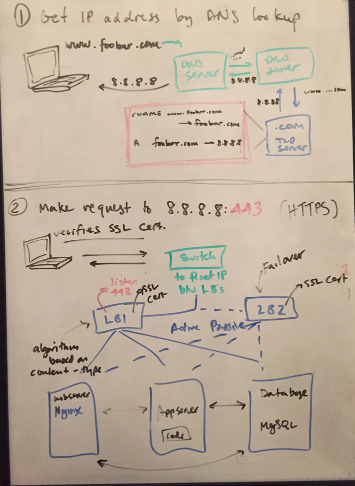 1 Get IP address by DNS lookup
www.foobar.com
DNS server
DNS server
8.8.8.8
8.8.8.8
8.8.8.8
www. ... .com
CNAME www.foobar.com
→ foobar.com
A foobar.com → 8.8.8.8
.com
TLD
server
2 Make request to 8.8.8.8:443 (HTTPS)
verifies SSL cert.
Switch
to float IP
btw LBs
Failover
listen
443
SSL
cert
SSL cert
LB1
LB2
Active Passive
algorithm
based on
content-type
webserver
Nginx
Appserver
code
Database
MySQL